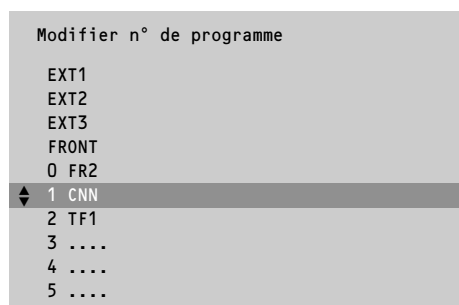 Modifier n° de programme
EXT1
EXT2
EXT3
FRONT
0 FR2
1 CNN
2 TF1
3 ....
4 ....
5 ....